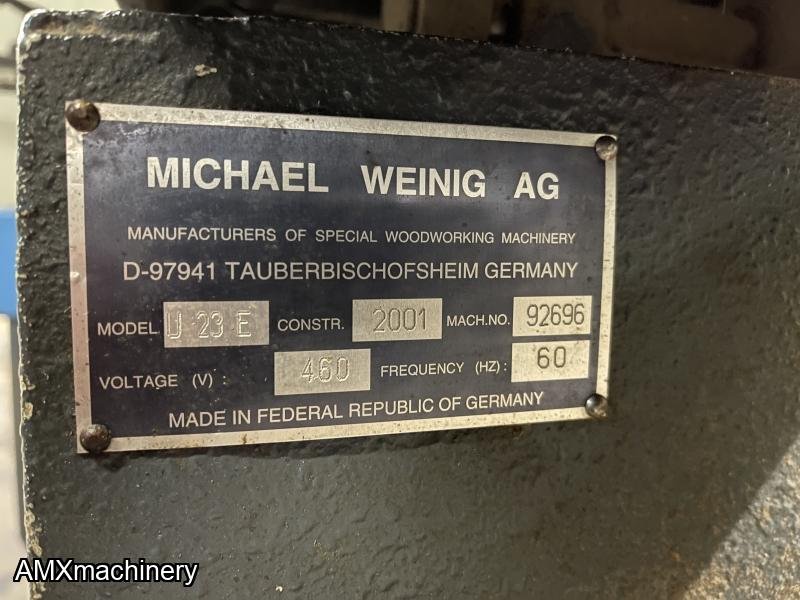 MICHAEL WEINIG AG
MANUFACTURERS OF SPECIAL WOODWORKING MACHINERY
D-97941 TAUBERBISCHOFSHEIM GERMANY
MODEL U 23 E CONSTR. 2001 MACH.NO. 92696
VOLTAGE (V) : 460 FREQUENCY (HZ) : 60
MADE IN FEDERAL REPUBLIC OF GERMANY
AMXmachinery